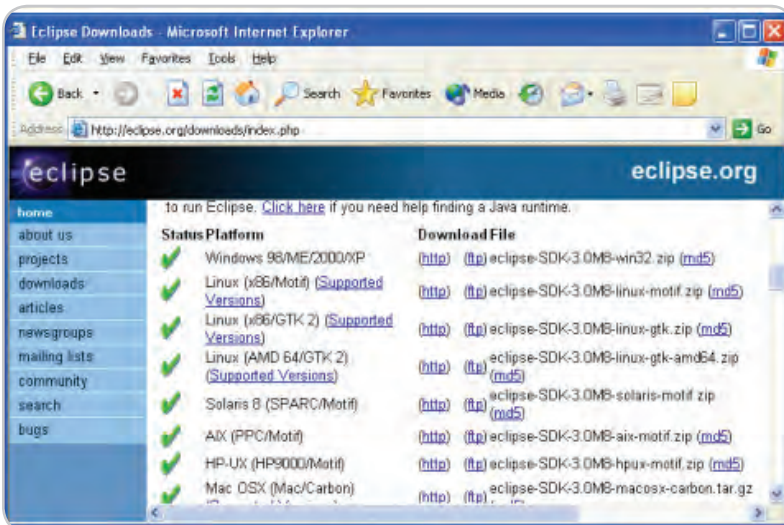 Eclipse Downloads - Microsoft Internet Explorer
File Edit View Favorites Tools Help
Back Search Favorites Media
Address http://eclipse.org/downloads/index.php Go
eclipse eclipse.org
home
about us
projects
downloads
articles
newsgroups
mailing lists
community
search
bugs
to run Eclipse. Click here if you need help finding a Java runtime.
Status Platform Download File
Windows 98/ME/2000/XP (http) (ftp) eclipse-SDK-3.0M8-win32.zip (md5)
Linux (x86/Motif) (Supported
Versions) (http) (ftp) eclipse-SDK-3.0M8-linux-motif.zip (md5)
Linux (x86/GTK 2) (Supported
Versions) (http) (ftp) eclipse-SDK-3.0M8-linux-gtk.zip (md5)
Linux (AMD 64/GTK 2)
(Supported Versions) (http) (ftp) eclipse-SDK-3.0M8-linux-gtk-amd64.zip
(md5)
Solaris 8 (SPARC/Motif) (http) (ftp) eclipse-SDK-3.0M8-solaris-motif.zip
(md5)
AIX (PPC/Motif) (http) (ftp) eclipse-SDK-3.0M8-aix-motif.zip (md5)
HP-UX (HP9000/Motif) (http) (ftp) eclipse-SDK-3.0M8-hpux-motif.zip (md5)
Mac OSX (Mac/Carbon) (http) (ftp) eclipse-SDK-3.0M8-macosx-carbon.tar.gz